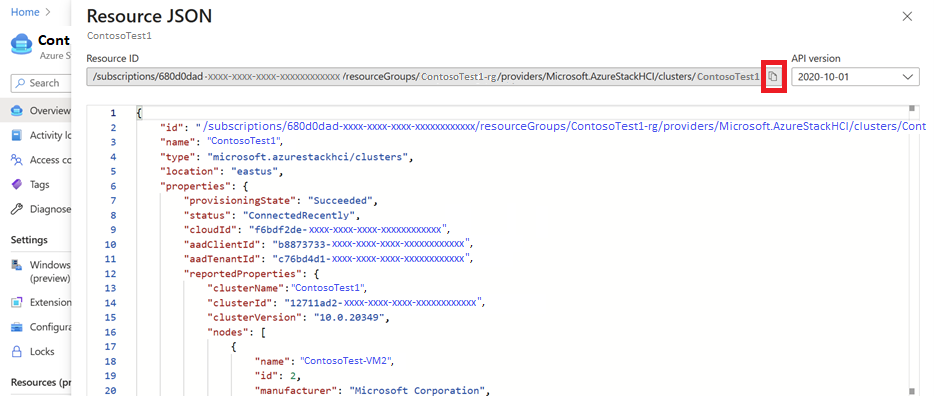 Home >
Cont
Azure S
Search
Overview
Activity lo
Access co
Tags
Diagnose
Settings
Windows
(preview)
Extension
Configura
Locks
Resources (pr
Resource JSON
ContosoTest1
Resource ID
/subscriptions/680d0dad-xxxx-xxxx-xxxx-xxxxxxxxxxxx/resourceGroups/ContosoTest1-rg/providers/Microsoft.AzureStackHCI/clusters/ContosoTest1
API version
2020-10-01
1 {
2 "id": "/subscriptions/680d0dad-xxxx-xxxx-xxxx-xxxxxxxxxxxx/resourceGroups/ContosoTest1-rg/providers/Microsoft.AzureStackHCI/clusters/Cont
3 "name": "ContosoTest1",
4 "type": "microsoft.azurestackhci/clusters",
5 "location": "eastus",
6 "properties": {
7 "provisioningState": "Succeeded",
8 "status": "ConnectedRecently",
9 "cloudId": "f6bdf2de-xxxx-xxxx-xxxx-xxxxxxxxxxxx",
10 "aadClientId": "b8873733-xxxx-xxxx-xxxx-xxxxxxxxxxxx",
11 "aadTenantId": "c76bd4d1-xxxx-xxxx-xxxx-xxxxxxxxxxxx",
12 "reportedProperties": {
13 "clusterName":"ContosoTest1",
14 "clusterId": "12711ad2-xxxx-xxxx-xxxx-xxxxxxxxxxxx",
15 "clusterVersion": "10.0.20349",
16 "nodes": [
17 {
18 "name": "ContosoTest-VM2",
19 "id": 2,
20 "manufacturer": "Microsoft Corporation",